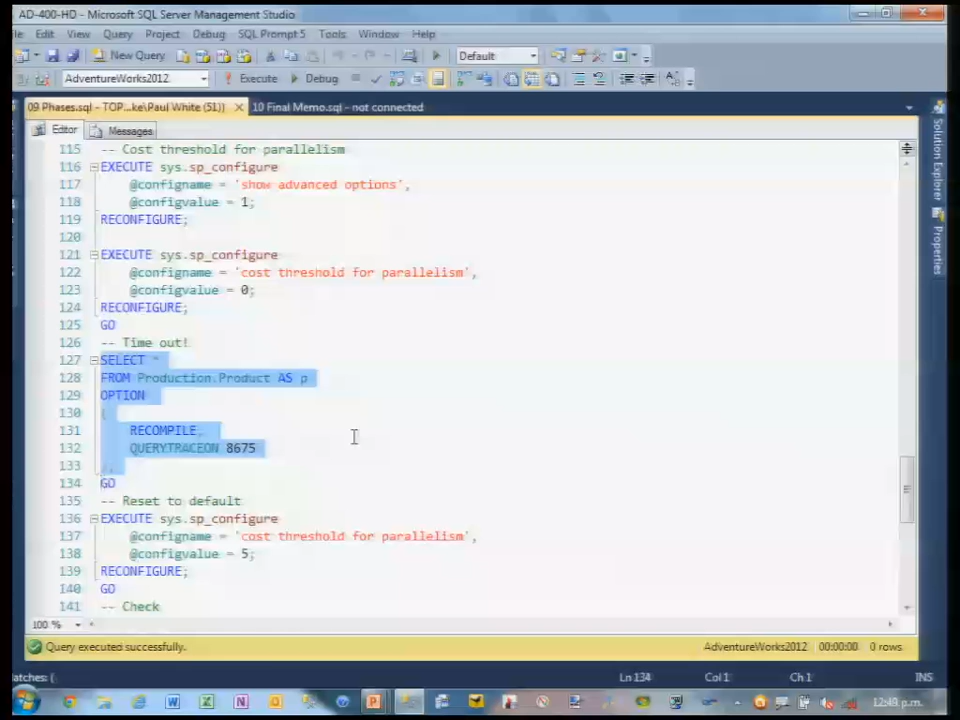 AD-400-HD - Microsoft SQL Server Management Studio
le Edit View Query Project Debug SQL Prompt 5 Tools Window Help
New Query Default
AdventureWorks2012 Execute Debug
09 Phases.sql - TOP...ke\Paul White (51)) 10 Final Memo.sql - not connected
Editor Messages
Solution Explorer
Properties
115 -- Cost threshold for parallelism
116 EXECUTE sys.sp_configure
117 @configname = 'show advanced options',
118 @configvalue = 1;
119 RECONFIGURE;
120
121 EXECUTE sys.sp_configure
122 @configname = 'cost threshold for parallelism',
123 @configvalue = 0;
124 RECONFIGURE;
125 GO
126 -- Time out!
127 SELECT *
128 FROM Production.Product AS p
129 OPTION
130 (
131 RECOMPILE,
132 QUERYTRACEON 8675
133 );
134 GO
135 -- Reset to default
136 EXECUTE sys.sp_configure
137 @configname = 'cost threshold for parallelism',
138 @configvalue = 5;
139 RECONFIGURE;
140 GO
141 -- Check
100 %
Query executed successfully. AdventureWorks2012 00:00:00 0 rows
atches: ( Ln 134 Col 1 Ch 1 INS
12:49 p.m.